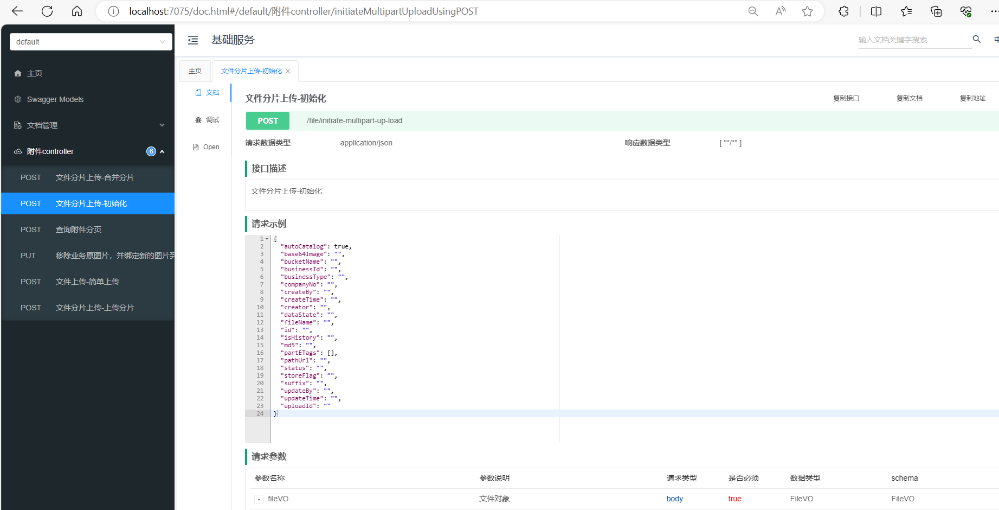 localhost:7075/doc.html#/default/附件controller/initiateMultipartUploadUsingPOST
default
基础服务
输入文档关键字搜索
主页
Swagger Models
文档管理
附件controller 6
POST 文件分片上传-合并分片
POST 文件分片上传-初始化
POST 查询附件分页
PUT 移除业务原图片，并绑定新的图片到
POST 文件上传-简单上传
POST 文件分片上传-上传分片
主页 文件分片上传-初始化
文档
调试
Open
文件分片上传-初始化 复制接口 复制文档 复制地址
POST /file/initiate-multipart-up-load
请求数据类型 application/json 响应数据类型 [ "*/*" ]
接口描述
文件分片上传-初始化
请求示例
1 {
2 "autoCatalog": true,
3 "base64Image": "",
4 "bucketName": "",
5 "businessId": "",
6 "businessType": "",
7 "companyNo": "",
8 "createBy": "",
9 "createTime": "",
10 "creator": "",
11 "dataState": "",
12 "fileName": "",
13 "id": "",
14 "isHistory": "",
15 "md5": "",
16 "partETags": [],
17 "pathUrl": "",
18 "status": "",
19 "storeFlag": "",
20 "suffix": "",
21 "updateBy": "",
22 "updateTime": "",
23 "uploadId": ""
24 }
请求参数
参数名称 参数说明 请求类型 是否必须 数据类型 schema
- fileVO 文件对象 body true FileVO FileVO